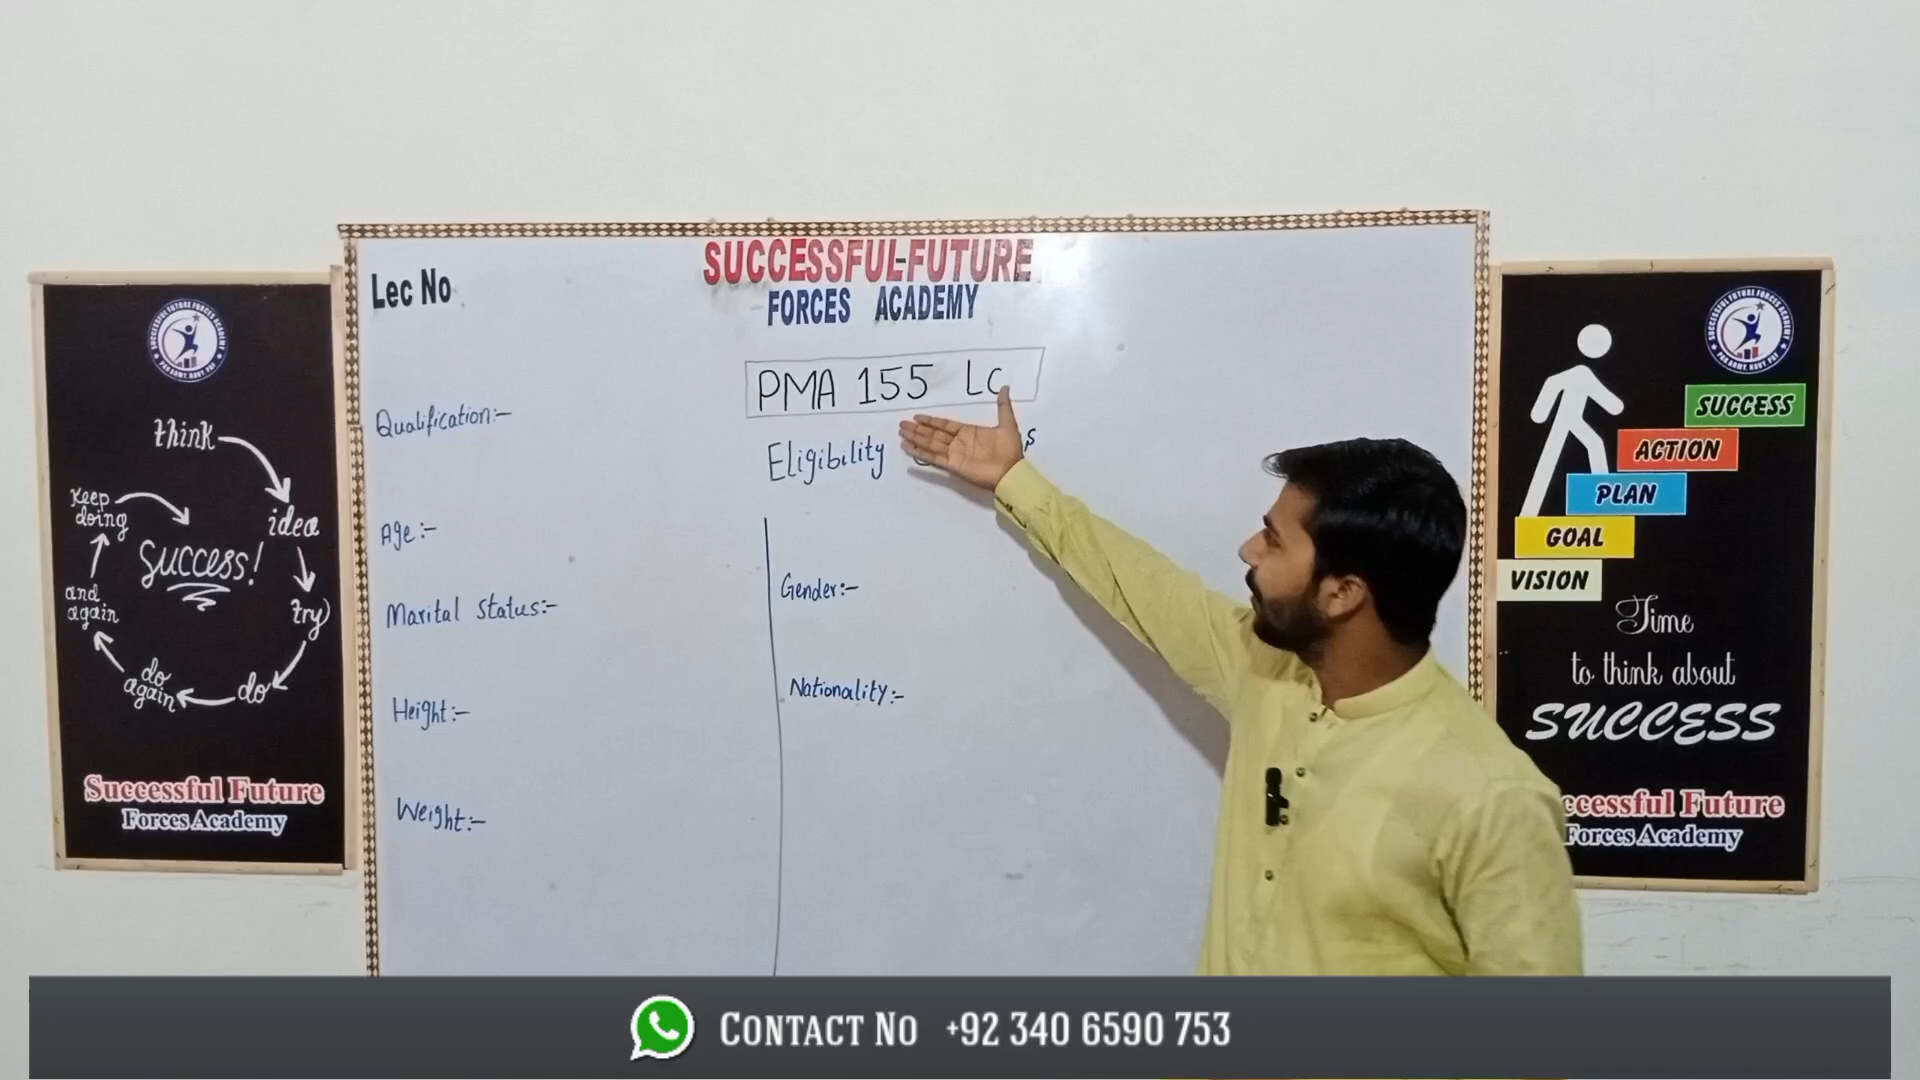 SUCCESSFUL-FUTURE
FORCES ACADEMY
Lec No
PMA 155 Lc
Eligibility
Qualification:-
Age:-
Marital Status:-
Height:-
Weight:-
Gender:-
Nationality:-
think
idea
try
do
do again
and again
keep doing
Success!
Successful Future
Forces Academy
SUCCESS
ACTION
PLAN
GOAL
VISION
Time
to think about
SUCCESS
Future
Forces Academy
CONTACT NO +92 340 6590 753